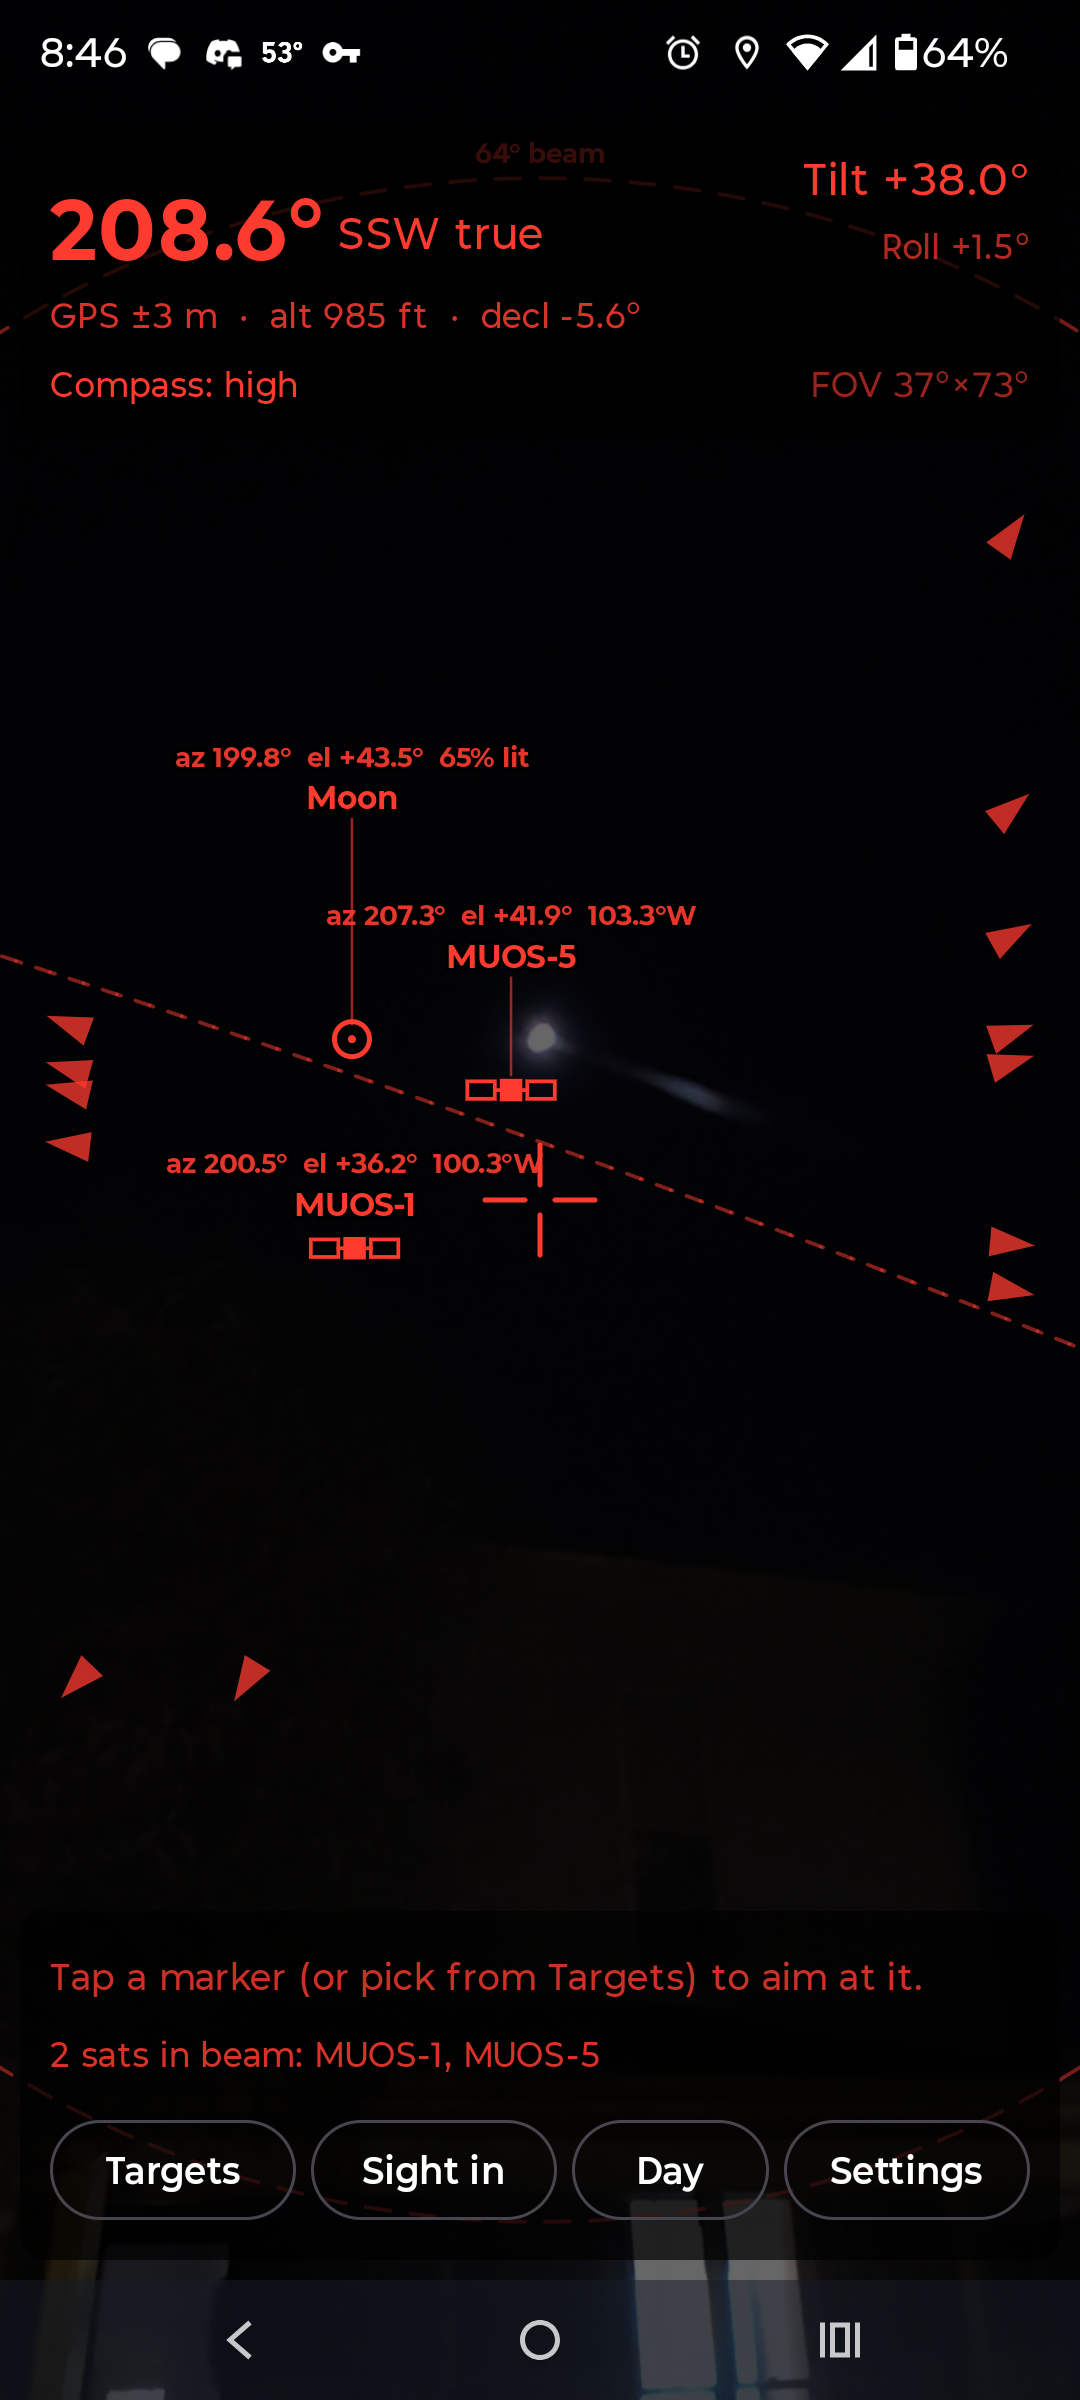 8:46 53° 64%
64° beam
208.6° SSW true
Tilt +38.0°
Roll +1.5°
GPS ±3 m · alt 985 ft · decl -5.6°
Compass: high
FOV 37°×73°
az 199.8° el +43.5° 65% lit
Moon
az 207.3° el +41.9° 103.3°W
MUOS-5
az 200.5° el +36.2° 100.3°W
MUOS-1
Tap a marker (or pick from Targets) to aim at it.
2 sats in beam: MUOS-1, MUOS-5
Targets Sight in Day Settings